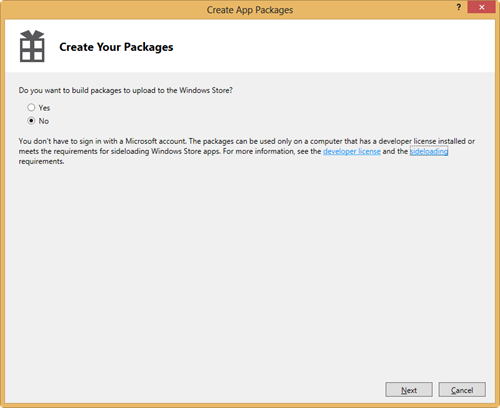 Create App Packages
?
Create Your Packages
Do you want to build packages to upload to the Windows Store?
Yes
No
You don't have to sign in with a Microsoft account. The packages can be used only on a computer that has a developer license installed or
meets the requirements for sideloading Windows Store apps. For more information, see the developer license and the sideloading
requirements.
Next
Cancel